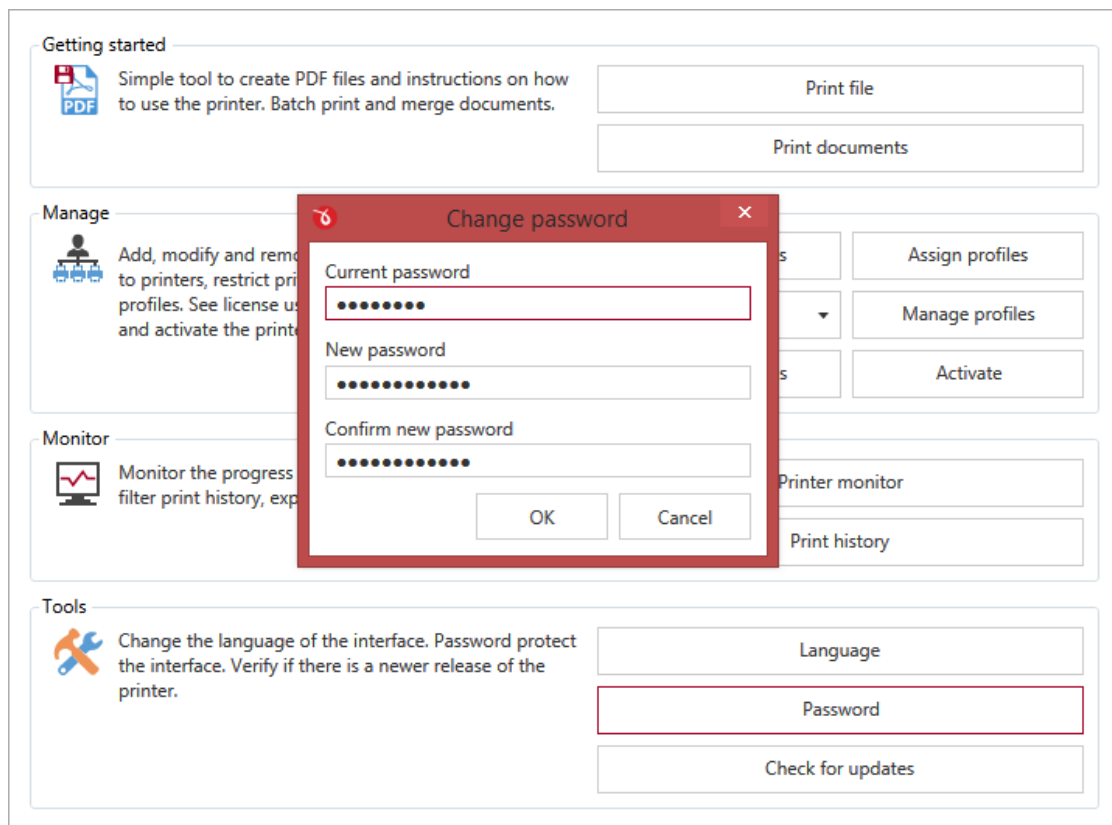 Getting started
PDF
Simple tool to create PDF files and instructions on how
to use the printer. Batch print and merge documents.
Print file
Print documents
Manage
Add, modify and remo
to printers, restrict pri
profiles. See license us
and activate the printe
s
Assign profiles
Manage profiles
s
Activate
Change password
Current password
New password
Confirm new password
OK
Cancel
Monitor
Monitor the progress
filter print history, exp
Printer monitor
Print history
Tools
Change the language of the interface. Password protect
the interface. Verify if there is a newer release of the
printer.
Language
Password
Check for updates